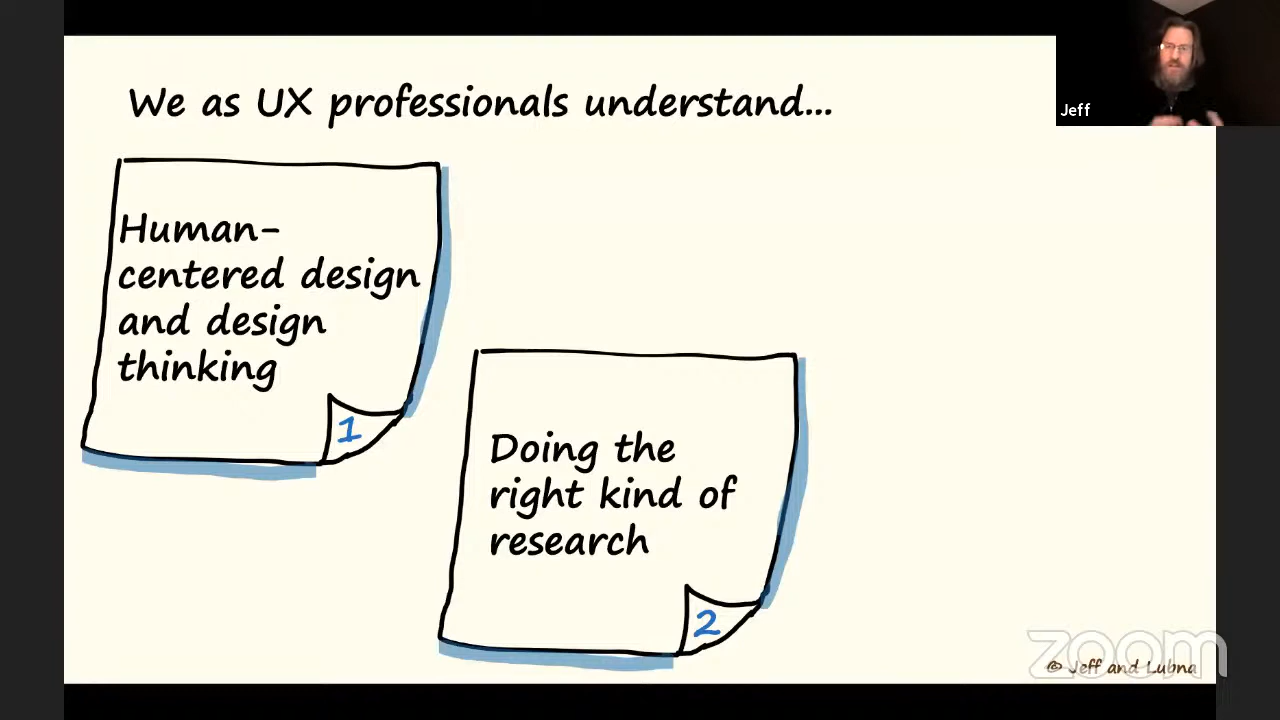 We as UX professionals understand...
Jeff
Human-
centered design
and design
thinking
1
Doing the
right kind of
research
2
zoom
© Jeff and Lubna